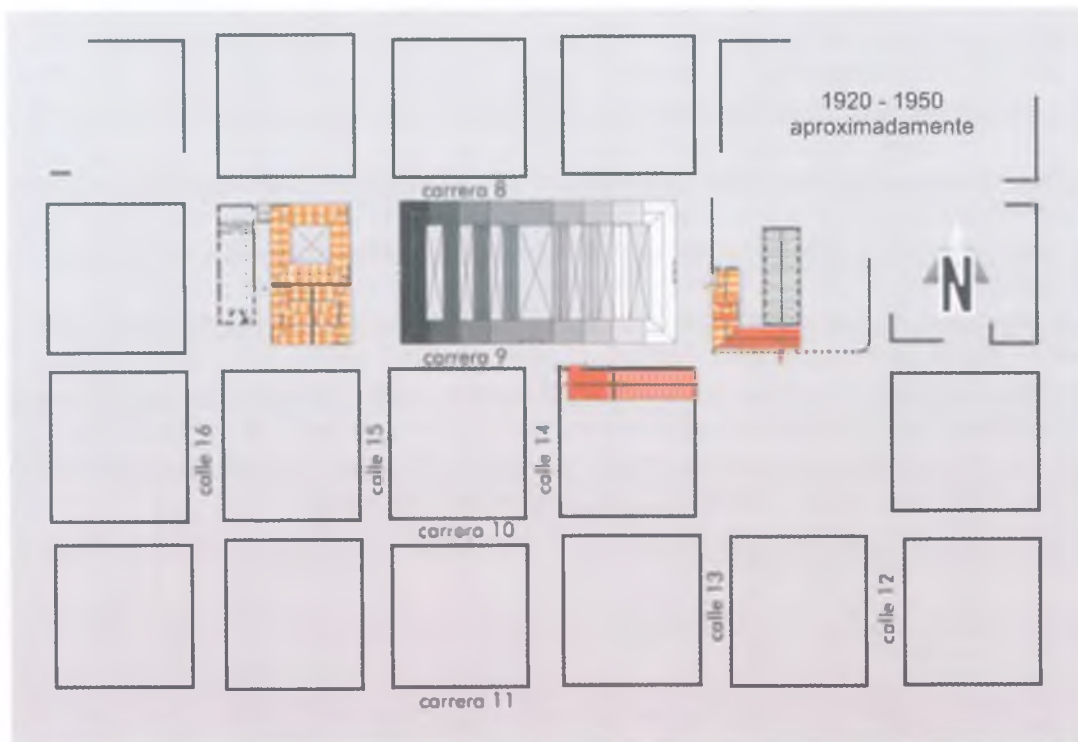 1920 - 1950
aproximadamente
carrera 8
N
carrera 9
calle 16
calle 15
calle 14
carrera 10
calle 13
calle 12
carrera 11